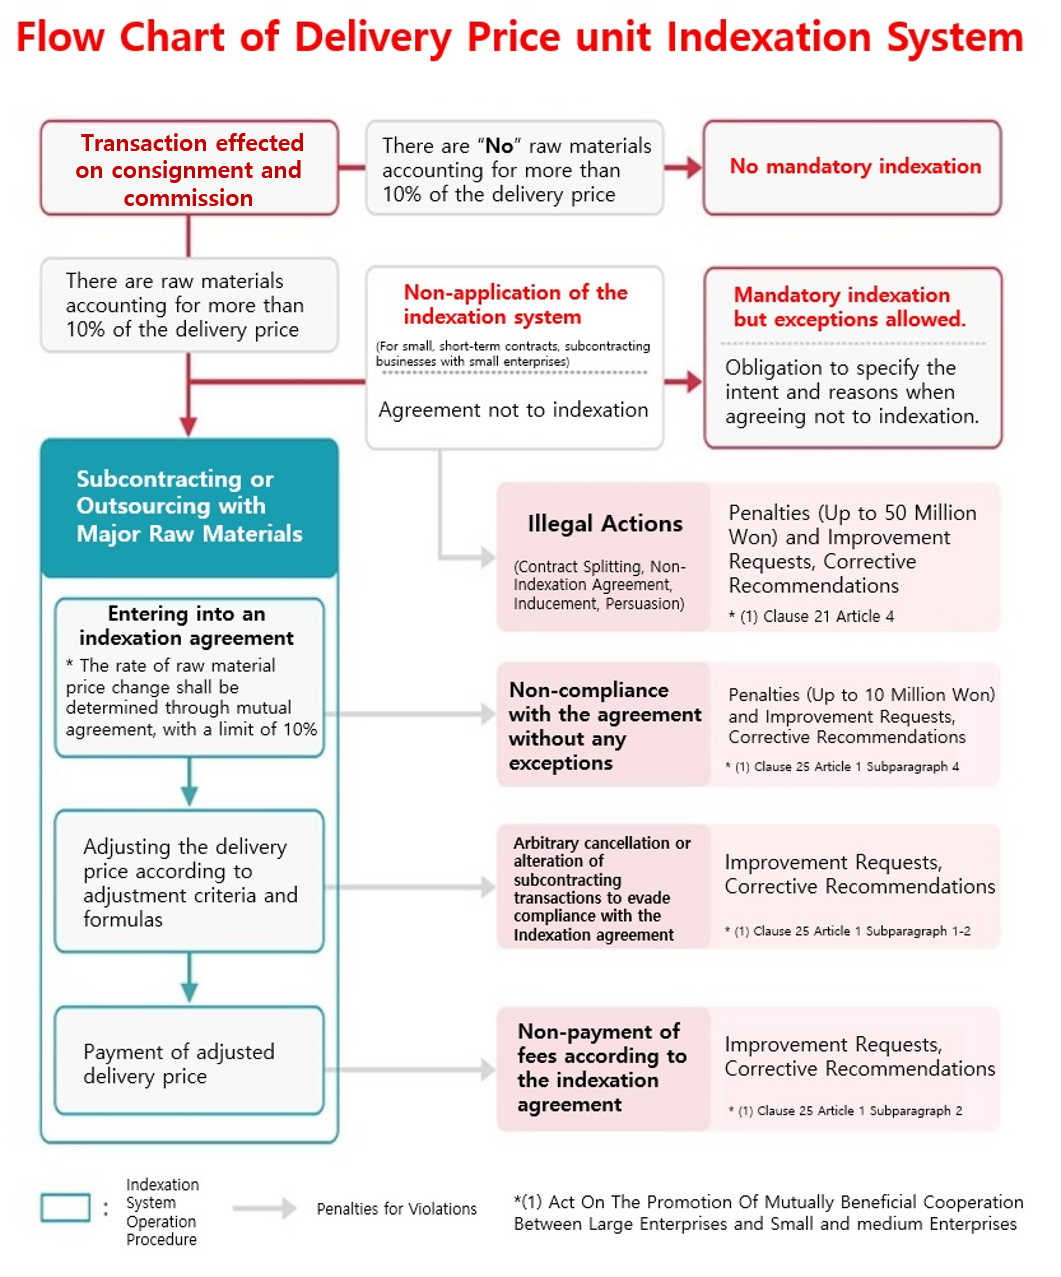 Flow Chart of Delivery Price unit Indexation System
Transaction effected
on consignment and
commission
There are “No” raw materials
accounting for more than
10% of the delivery price
No mandatory indexation
There are raw materials
accounting for more than
10% of the delivery price
Non-application of the
indexation system
(For small, short-term contracts, subcontracting
businesses with small enterprises)
Agreement not to indexation
Mandatory indexation
but exceptions allowed.
Obligation to specify the
intent and reasons when
agreeing not to indexation.
Subcontracting or
Outsourcing with
Major Raw Materials
Illegal Actions
(Contract Splitting, Non-
Indexation Agreement,
Inducement, Persuasion)
Penalties (Up to 50 Million
Won) and Improvement
Requests, Corrective
Recommendations
* (1) Clause 21 Article 4
Entering into an
indexation agreement
* The rate of raw material
price change shall be
determined through mutual
agreement, with a limit of 10%
Non-compliance
with the agreement
without any
exceptions
Penalties (Up to 10 Million Won)
and Improvement Requests,
Corrective Recommendations
* (1) Clause 25 Article 1 Subparagraph 4
Adjusting the delivery
price according to
adjustment criteria and
formulas
Arbitrary cancellation or
alteration of
subcontracting
transactions to evade
compliance with the
Indexation agreement
Improvement Requests,
Corrective Recommendations
* (1) Clause 25 Article 1 Subparagraph 1-2
Payment of adjusted
delivery price
Non-payment of
fees according to
the indexation
agreement
Improvement Requests,
Corrective Recommendations
* (1) Clause 25 Article 1 Subparagraph 2
:
Indexation
System
Operation
Procedure
Penalties for Violations
*(1) Act On The Promotion Of Mutually Beneficial Cooperation
Between Large Enterprises and Small and medium Enterprises